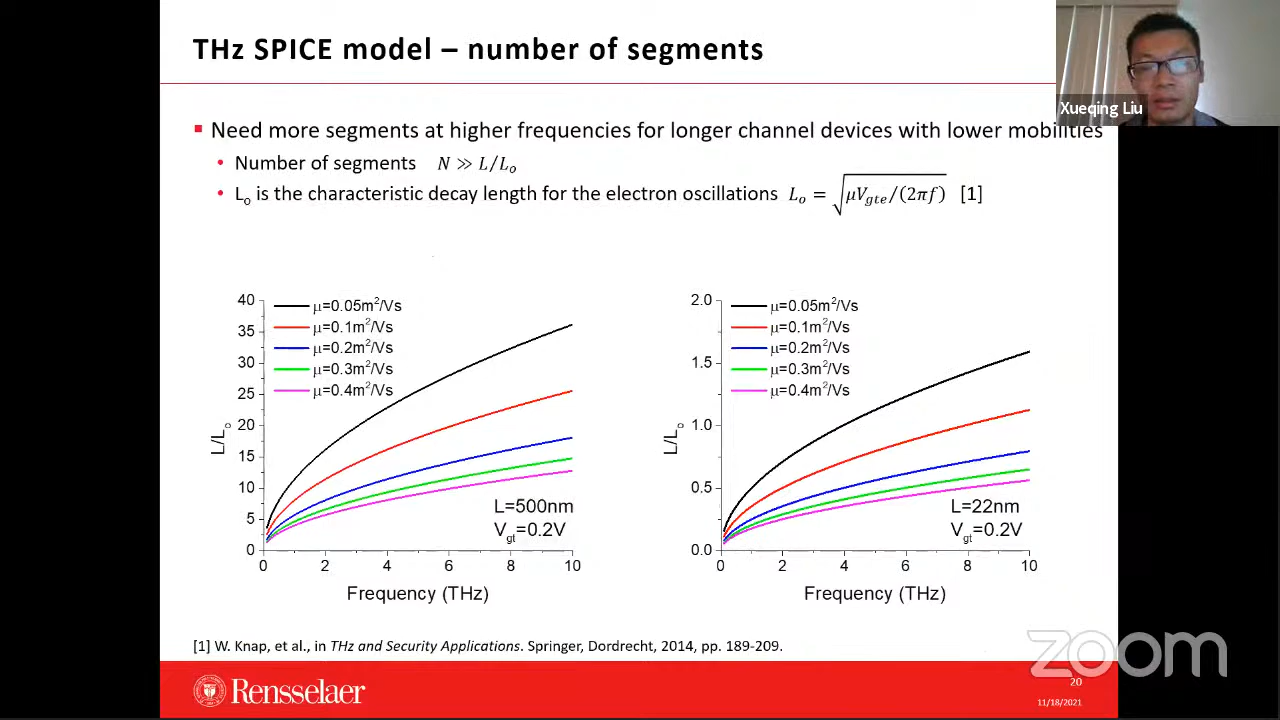 THz SPICE model – number of segments
Xueqing Liu
▪ Need more segments at higher frequencies for longer channel devices with lower mobilities
• Number of segments N ≫ L/Lₒ
• Lₒ is the characteristic decay length for the electron oscillations Lₒ = √(μV_gte/(2πf)) [1]
40
35
30
25
20
15
10
5
0
L/Lₒ
μ=0.05m²/Vs
μ=0.1m²/Vs
μ=0.2m²/Vs
μ=0.3m²/Vs
μ=0.4m²/Vs
L=500nm
V_gt=0.2V
0 2 4 6 8 10
Frequency (THz)
2.0
1.5
1.0
0.5
0.0
L/Lₒ
μ=0.05m²/Vs
μ=0.1m²/Vs
μ=0.2m²/Vs
μ=0.3m²/Vs
μ=0.4m²/Vs
L=22nm
V_gt=0.2V
0 2 4 6 8 10
Frequency (THz)
[1] W. Knap, et al., in THz and Security Applications. Springer, Dordrecht, 2014, pp. 189-209.
zoom
Rensselaer
20
11/18/2021